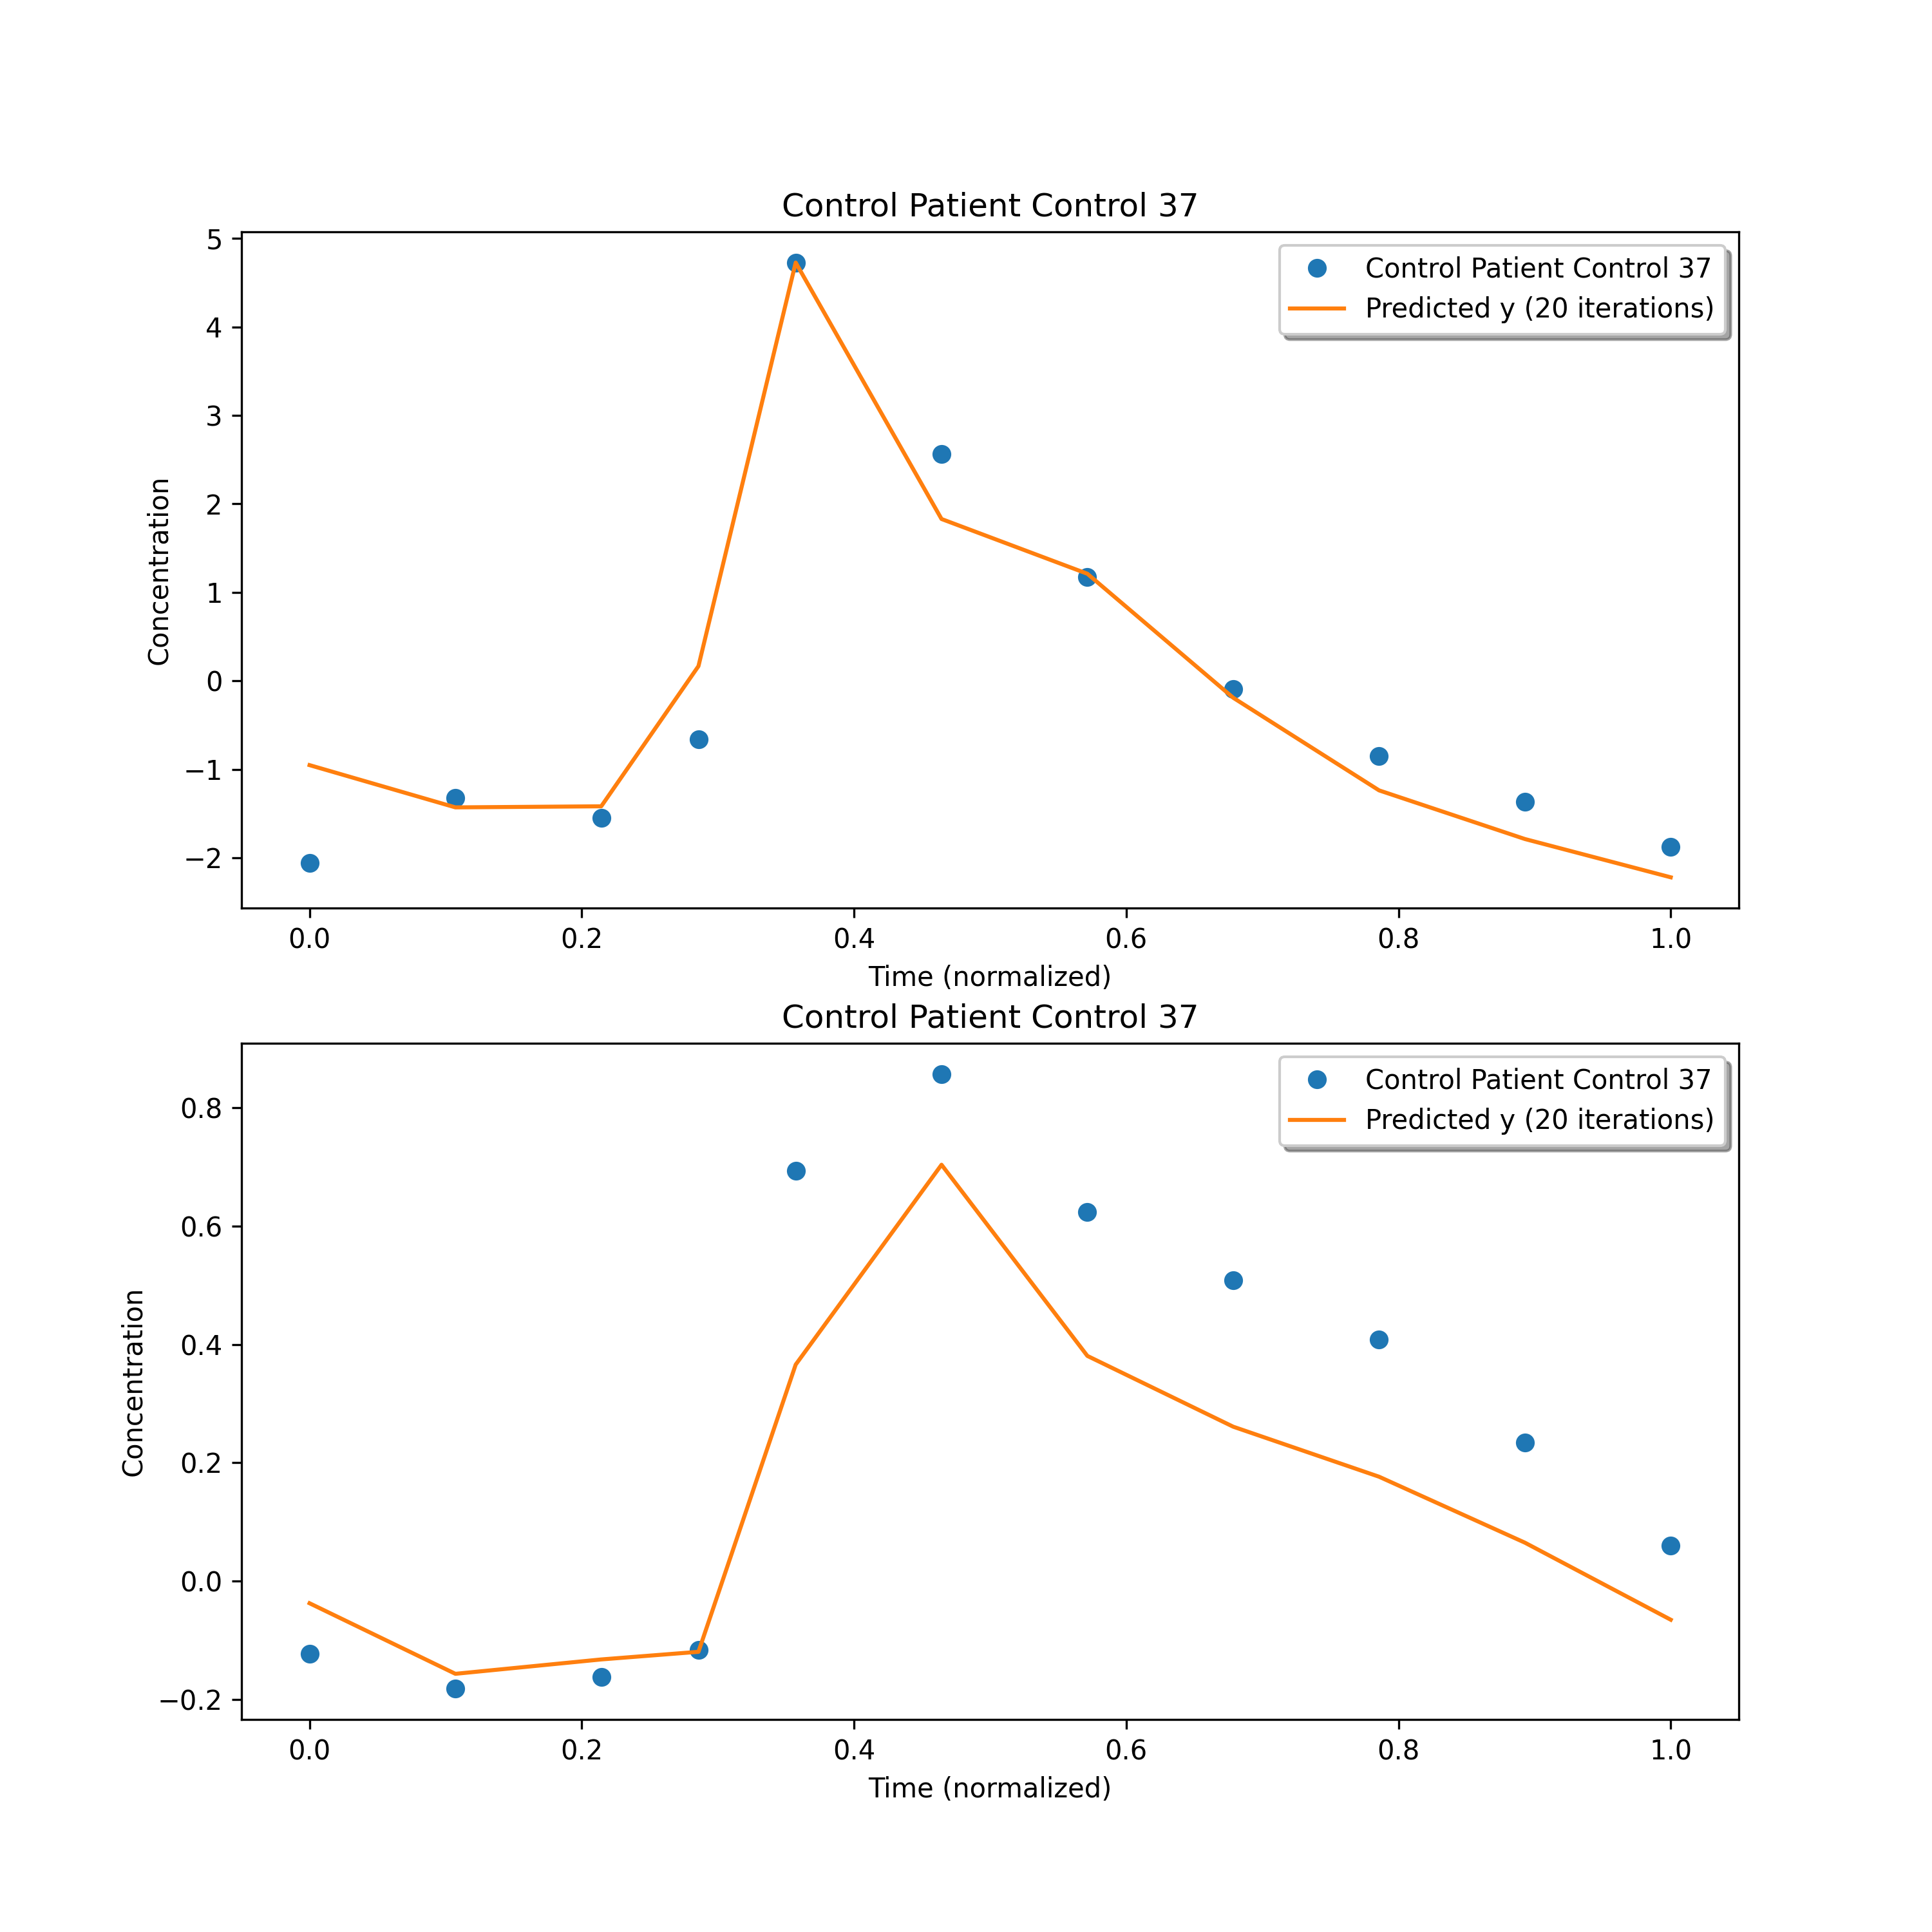 Control Patient Control 37
5
4
3
2
1
0
−1
−2
Concentration
Control Patient Control 37
Predicted y (20 iterations)
0.0 0.2 0.4 0.6 0.8 1.0
Time (normalized)
Control Patient Control 37
0.8
0.6
0.4
0.2
0.0
−0.2
Concentration
Control Patient Control 37
Predicted y (20 iterations)
0.0 0.2 0.4 0.6 0.8 1.0
Time (normalized)